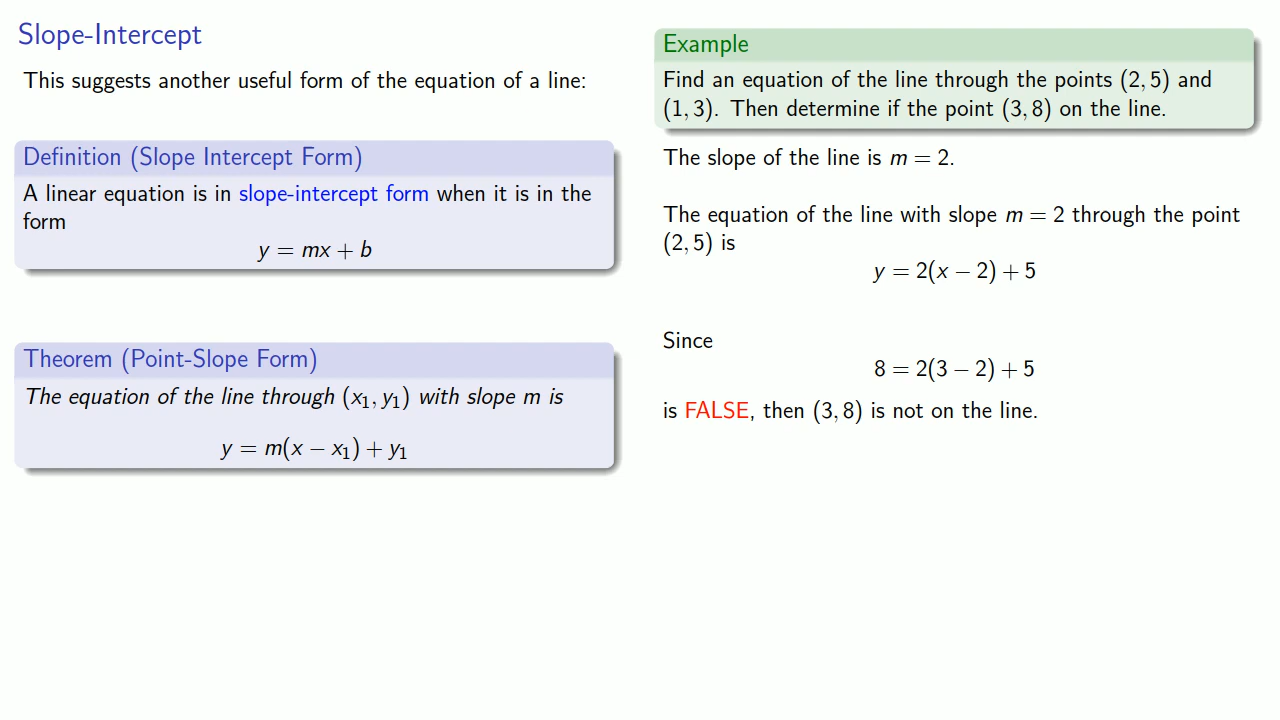 Slope-Intercept
This suggests another useful form of the equation of a line:
Definition (Slope Intercept Form)
A linear equation is in slope-intercept form when it is in the
form
y = mx + b
Theorem (Point-Slope Form)
The equation of the line through (x₁, y₁) with slope m is
y = m(x − x₁) + y₁
Example
Find an equation of the line through the points (2, 5) and
(1, 3). Then determine if the point (3, 8) on the line.
The slope of the line is m = 2.
The equation of the line with slope m = 2 through the point
(2, 5) is
y = 2(x − 2) + 5
Since
8 = 2(3 − 2) + 5
is FALSE, then (3, 8) is not on the line.